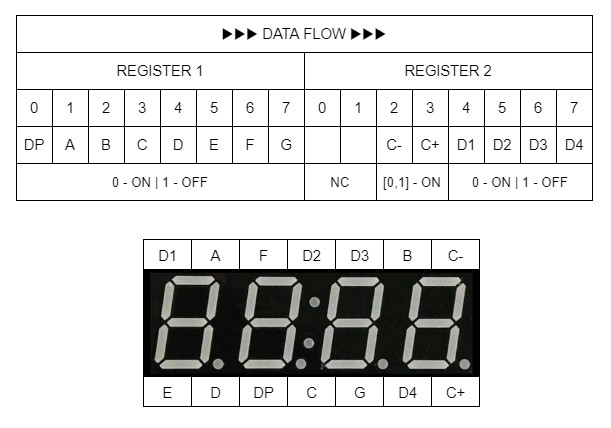 ▶▶▶ DATA FLOW ▶▶▶
REGISTER 1 REGISTER 2
0 1 2 3 4 5 6 7 0 1 2 3 4 5 6 7
DP A B C D E F G C- C+ D1 D2 D3 D4
0 - ON | 1 - OFF NC [0,1] - ON 0 - ON | 1 - OFF
D1 A F D2 D3 B C-
88:88
E D DP C G D4 C+